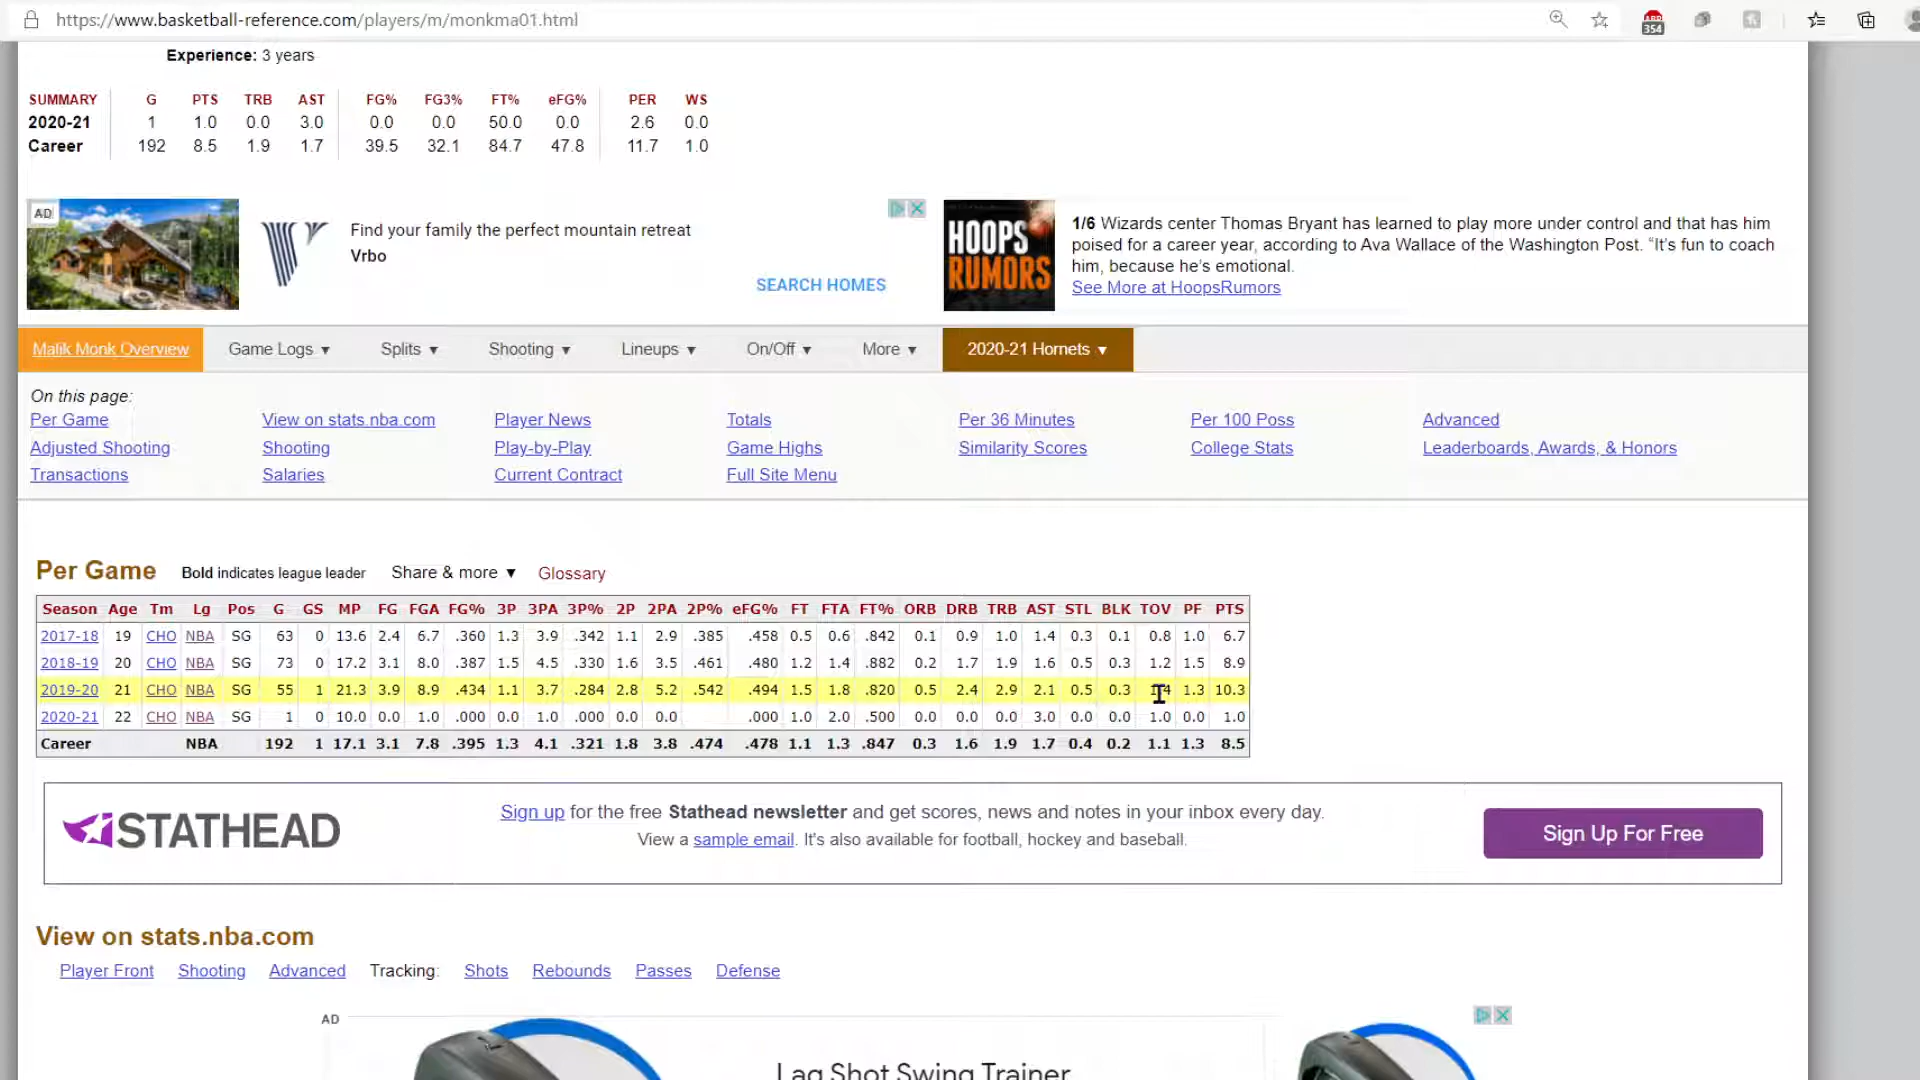 https://www.basketball-reference.com/players/m/monkma01.html
ABP
354
Experience: 3 years
SUMMARY G PTS TRB AST FG% FG3% FT% eFG% PER WS
2020-21 1 1.0 0.0 3.0 0.0 0.0 50.0 0.0 2.6 0.0
Career 192 8.5 1.9 1.7 39.5 32.1 84.7 47.8 11.7 1.0
AD
Find your family the perfect mountain retreat
Vrbo
SEARCH HOMES
HOOPS
RUMORS
1/6 Wizards center Thomas Bryant has learned to play more under control and that has him
poised for a career year, according to Ava Wallace of the Washington Post. “It’s fun to coach
him, because he’s emotional.
See More at HoopsRumors
Malik Monk Overview Game Logs ▼ Splits ▼ Shooting ▼ Lineups ▼ On/Off ▼ More ▼ 2020-21 Hornets ▼
On this page:
Per Game View on stats.nba.com Player News Totals Per 36 Minutes Per 100 Poss Advanced
Adjusted Shooting Shooting Play-by-Play Game Highs Similarity Scores College Stats Leaderboards, Awards, & Honors
Transactions Salaries Current Contract Full Site Menu
Per Game Bold indicates league leader Share & more ▼ Glossary
Season Age Tm Lg Pos G GS MP FG FGA FG% 3P 3PA 3P% 2P 2PA 2P% eFG% FT FTA FT% ORB DRB TRB AST STL BLK TOV PF PTS
2017-18 19 CHO NBA SG 63 0 13.6 2.4 6.7 .360 1.3 3.9 .342 1.1 2.9 .385 .458 0.5 0.6 .842 0.1 0.9 1.0 1.4 0.3 0.1 0.8 1.0 6.7
2018-19 20 CHO NBA SG 73 0 17.2 3.1 8.0 .387 1.5 4.5 .330 1.6 3.5 .461 .480 1.2 1.4 .882 0.2 1.7 1.9 1.6 0.5 0.3 1.2 1.5 8.9
2019-20 21 CHO NBA SG 55 1 21.3 3.9 8.9 .434 1.1 3.7 .284 2.8 5.2 .542 .494 1.5 1.8 .820 0.5 2.4 2.9 2.1 0.5 0.3 1.3 10.3
2020-21 22 CHO NBA SG 1 0 10.0 0.0 1.0 .000 0.0 1.0 .000 0.0 0.0 .000 1.0 2.0 .500 0.0 0.0 0.0 3.0 0.0 0.0 1.0 0.0 1.0
Career NBA 192 1 17.1 3.1 7.8 .395 1.3 4.1 .321 1.8 3.8 .474 .478 1.1 1.3 .847 0.3 1.6 1.9 1.7 0.4 0.2 1.1 1.3 8.5
STATHEAD
Sign up for the free Stathead newsletter and get scores, news and notes in your inbox every day.
View a sample email. It's also available for football, hockey and baseball.
Sign Up For Free
View on stats.nba.com
Player Front Shooting Advanced Tracking: Shots Rebounds Passes Defense
AD
Lag Shot Swing Trainer